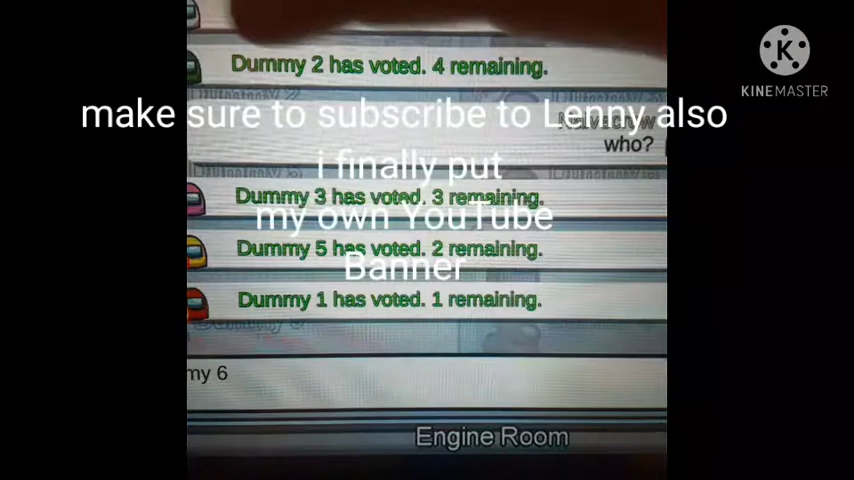 Dummy 2 has voted. 4 remaining.
KINEMASTER
make sure to subscribe to Lenny also
who?
i finally put
Dummy 3 has voted. 3 remaining.
my own YouTube
Dummy 5 has voted. 2 remaining.
Banner
Dummy 1 has voted. 1 remaining.
my 6
Engine Room